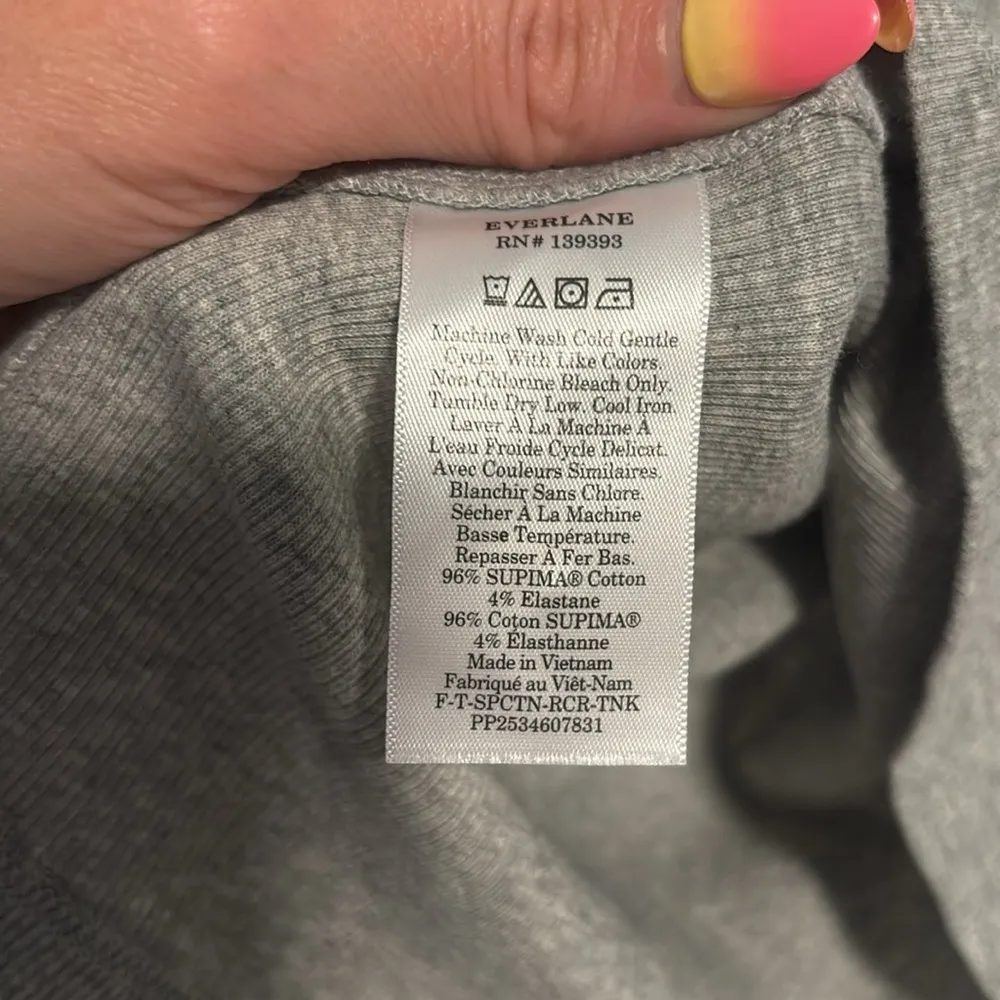 EVERLANE
RN# 139393
Machine Wash Cold Gentle
Cycle. With Like Colors.
Non-Chlorine Bleach Only.
Tumble Dry Low. Cool Iron.
Laver À La Machine À
L'eau Froide Cycle Délicat.
Avec Couleurs Similaires.
Blanchir Sans Chlore.
Sécher À La Machine
Basse Température.
Repasser À Fer Bas.
96% SUPIMA® Cotton
4% Elastane
96% Coton SUPIMA®
4% Élasthanne
Made in Vietnam
Fabriqué au Viêt-Nam
F-T-SPCTN-RCR-TNK
PP2534607831